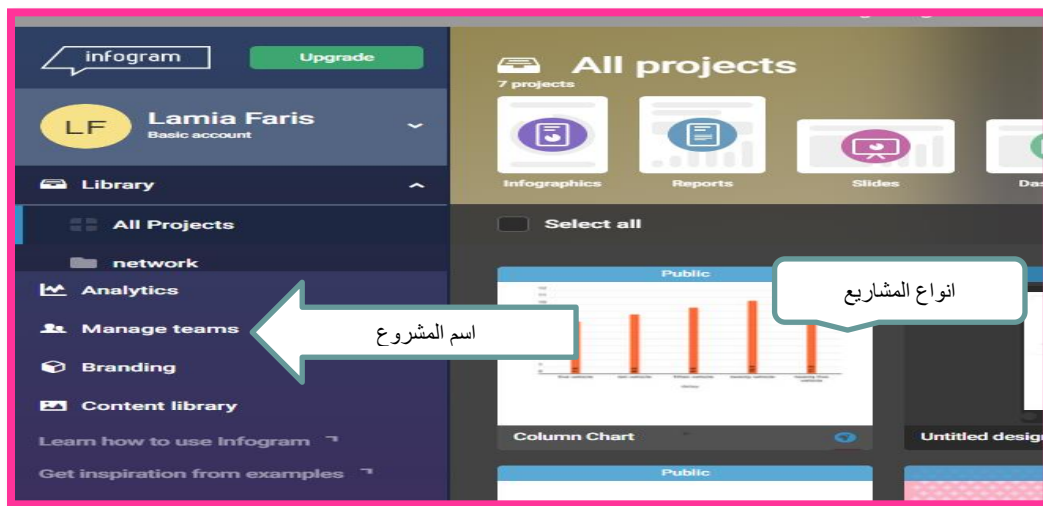 infogram
Upgrade
All projects
7 projects
LF
Lamia Faris
Basic account
Library
Infographics
Reports
Slides
Das
All Projects
Select all
network
Public
انواع المشاريع
Analytics
Manage teams
اسم المشروع
Branding
Content library
Column Chart
Untitled desig
Learn how to use Infogram
Get inspiration from examples
Public